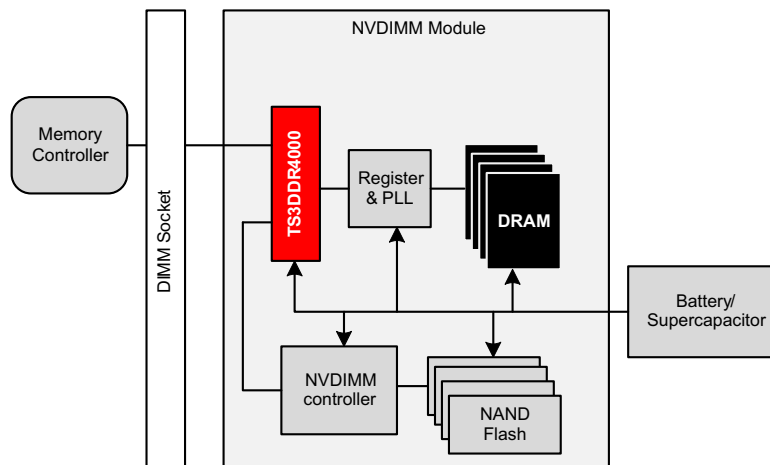 NVDIMM Module
Memory
Controller
DIMM Socket
TS3DDR4000
Register
& PLL
DRAM
Battery/
Supercapacitor
NVDIMM
controller
NAND
Flash